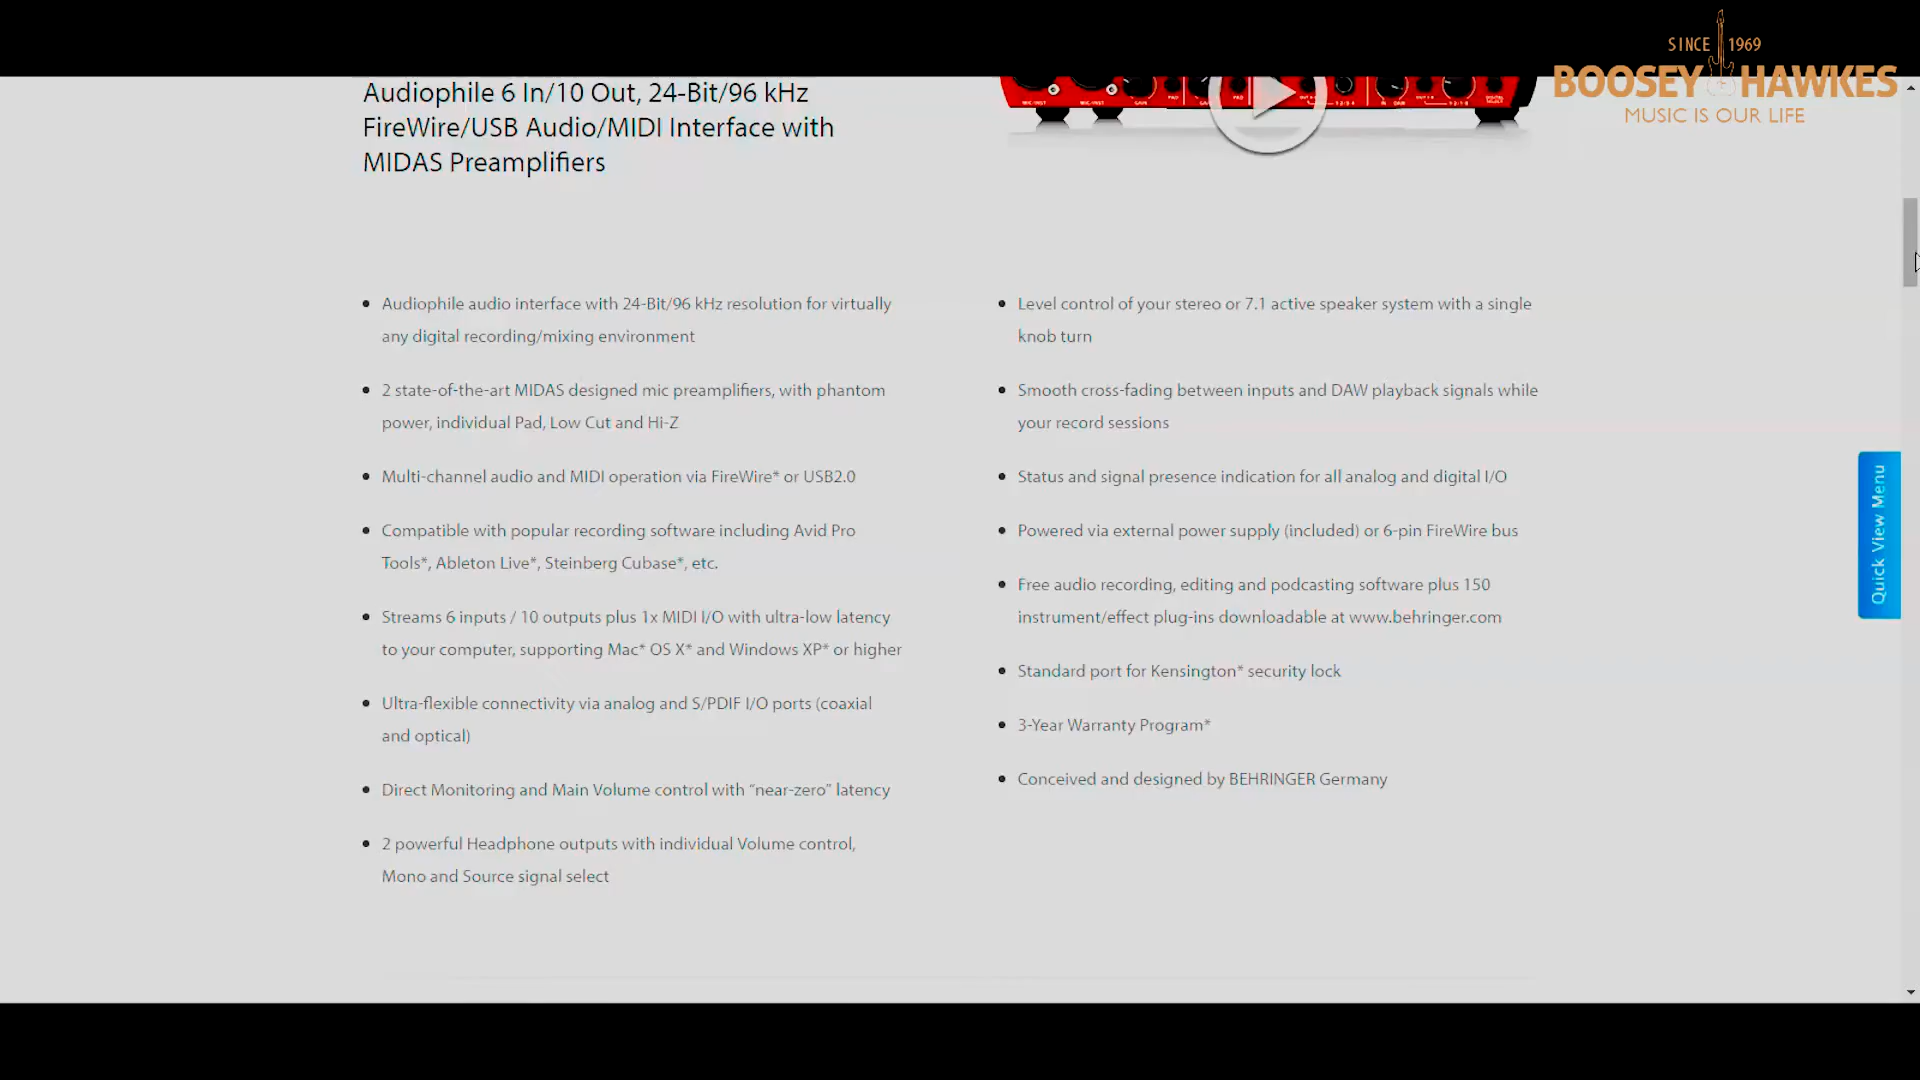 SINCE 1969
BOOSEY HAWKES
MUSIC IS OUR LIFE
Audiophile 6 In/10 Out, 24-Bit/96 kHz
FireWire/USB Audio/MIDI Interface with
MIDAS Preamplifiers
Audiophile audio interface with 24-Bit/96 kHz resolution for virtually
any digital recording/mixing environment
2 state-of-the-art MIDAS designed mic preamplifiers, with phantom
power, individual Pad, Low Cut and Hi-Z
Multi-channel audio and MIDI operation via FireWire* or USB2.0
Compatible with popular recording software including Avid Pro
Tools*, Ableton Live*, Steinberg Cubase*, etc.
Streams 6 inputs / 10 outputs plus 1x MIDI I/O with ultra-low latency
to your computer, supporting Mac* OS X* and Windows XP* or higher
Ultra-flexible connectivity via analog and S/PDIF I/O ports (coaxial
and optical)
Direct Monitoring and Main Volume control with “near-zero” latency
2 powerful Headphone outputs with individual Volume control,
Mono and Source signal select
Level control of your stereo or 7.1 active speaker system with a single
knob turn
Smooth cross-fading between inputs and DAW playback signals while
your record sessions
Status and signal presence indication for all analog and digital I/O
Powered via external power supply (included) or 6-pin FireWire bus
Free audio recording, editing and podcasting software plus 150
instrument/effect plug-ins downloadable at www.behringer.com
Standard port for Kensington* security lock
3-Year Warranty Program*
Conceived and designed by BEHRINGER Germany
Quick View Menu